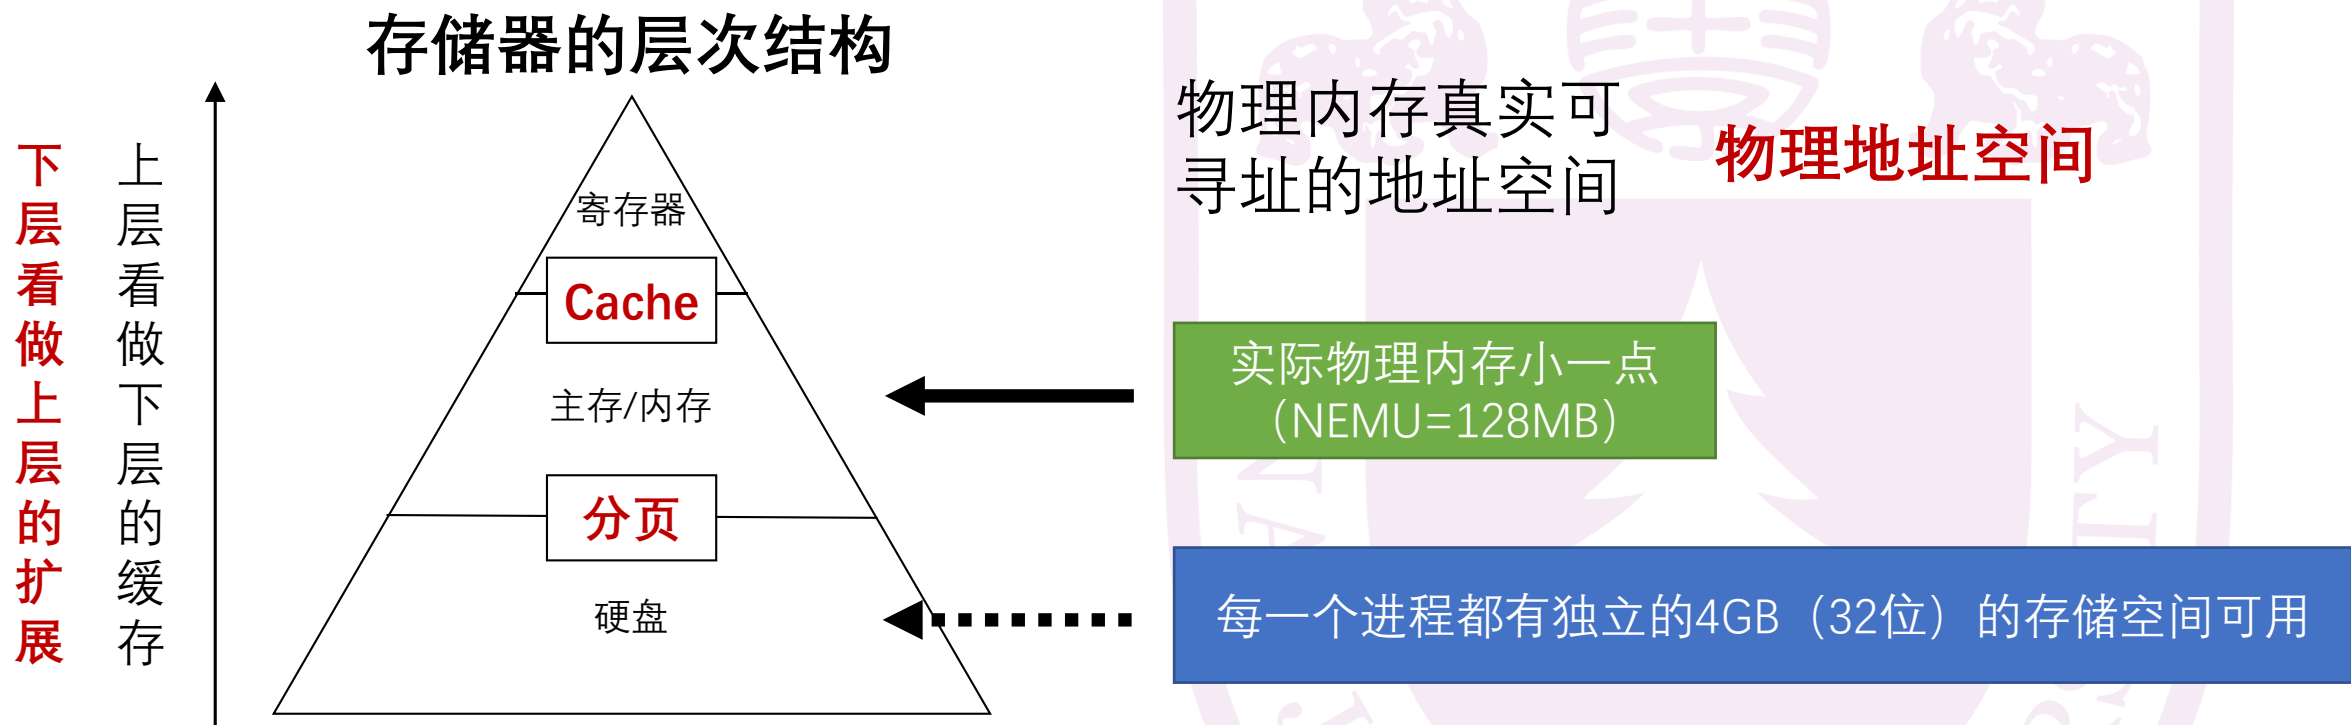 存储器的层次结构
下层看做上层的扩展
上层看做下层的缓存
寄存器
Cache
主存/内存
分页
硬盘
物理内存真实可
寻址的地址空间
物理地址空间
实际物理内存小一点
（NEMU=128MB）
每一个进程都有独立的4GB（32位）的存储空间可用